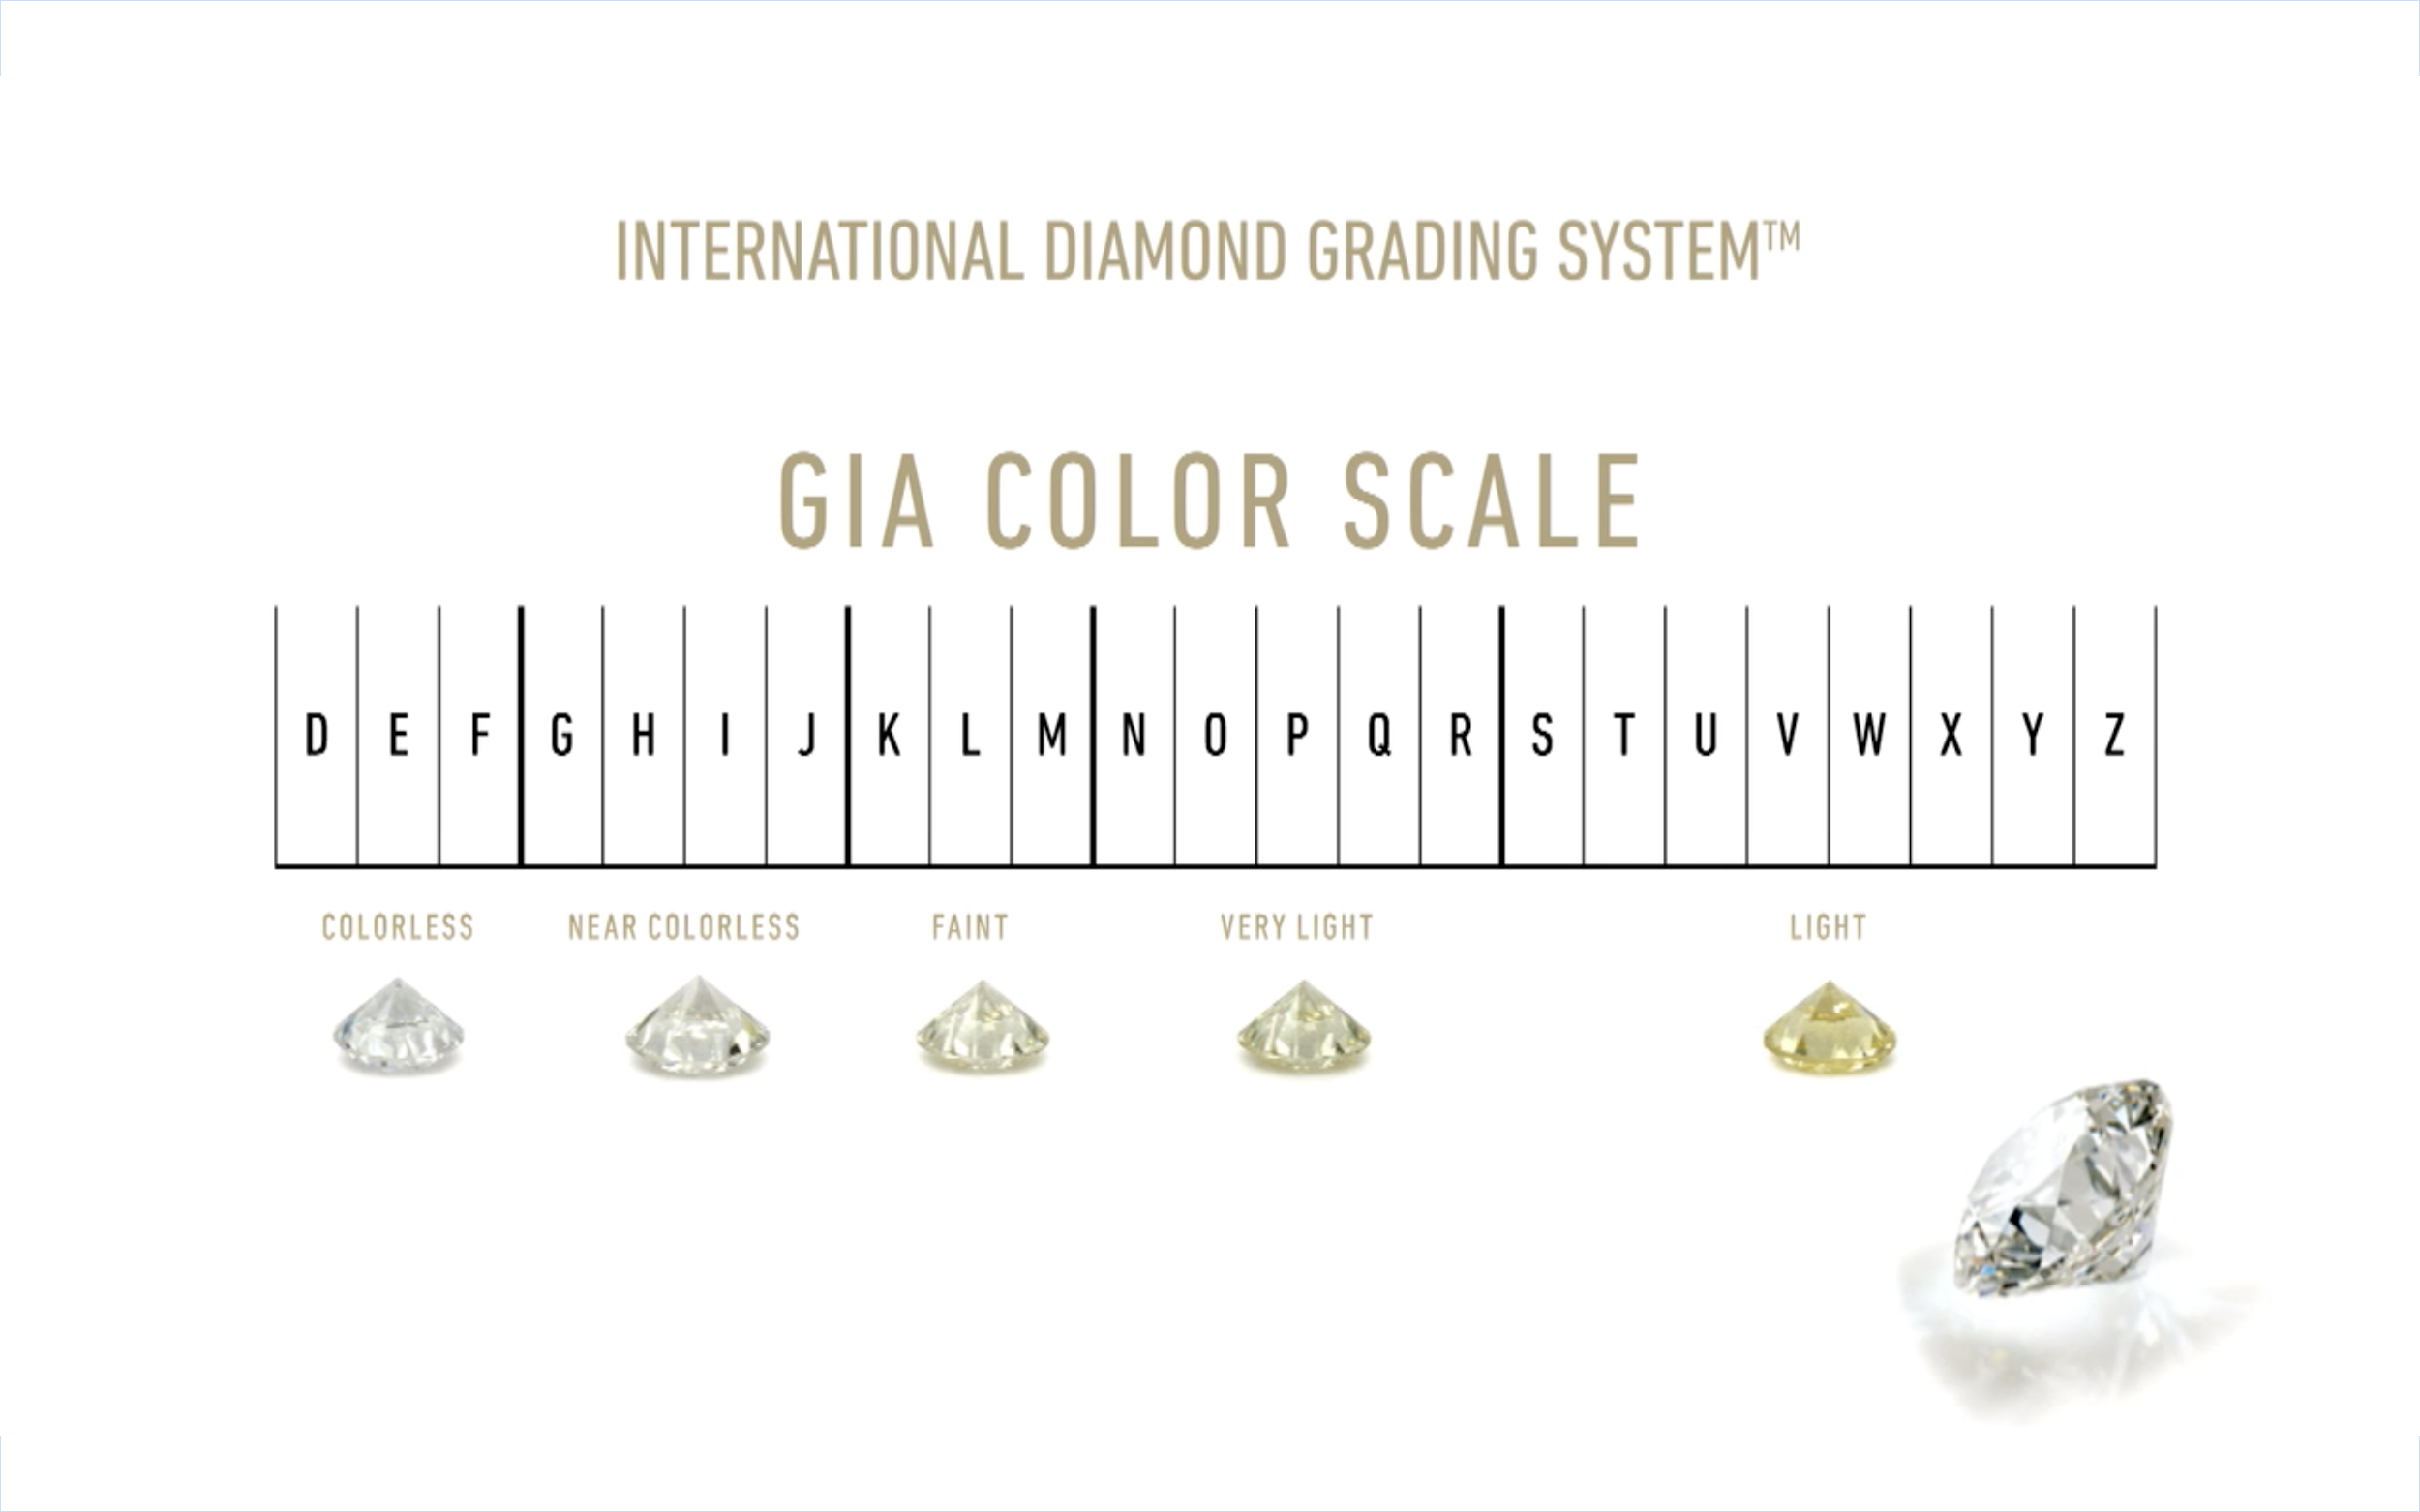 INTERNATIONAL DIAMOND GRADING SYSTEM™
GIA COLOR SCALE
D E F G H I J K L M N O P Q R S T U V W X Y Z
COLORLESS NEAR COLORLESS FAINT VERY LIGHT LIGHT